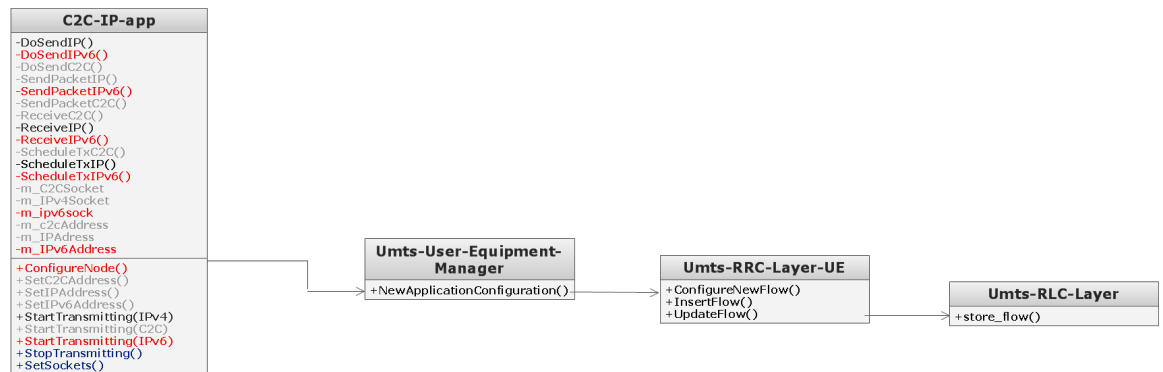 C2C-IP-app
-DoSendIP()
-DoSendIPv6()
-DoSendC2C()
-SendPacketIP()
-SendPacketIPv6()
-SendPacketC2C()
-ReceiveC2C()
-ReceiveIP()
-ReceiveIPv6()
-ScheduleTxC2C()
-ScheduleTxIP()
-ScheduleTxIPv6()
-m_C2CSocket
-m_IPv4Socket
-m_ipv6sock
-m_c2cAddress
-m_IPAdress
-m_IPv6Address
+ConfigureNode()
+SetC2CAddress()
+SetIPAddress()
+SetIPv6Address()
+StartTransmitting(IPv4)
+StartTransmitting(C2C)
+StartTransmitting(IPv6)
+StopTransmitting()
+SetSockets()
Umts-User-Equipment-
Manager
+NewApplicationConfiguration()
Umts-RRC-Layer-UE
+ConfigureNewFlow()
+InsertFlow()
+UpdateFlow()
Umts-RLC-Layer
+store_flow()